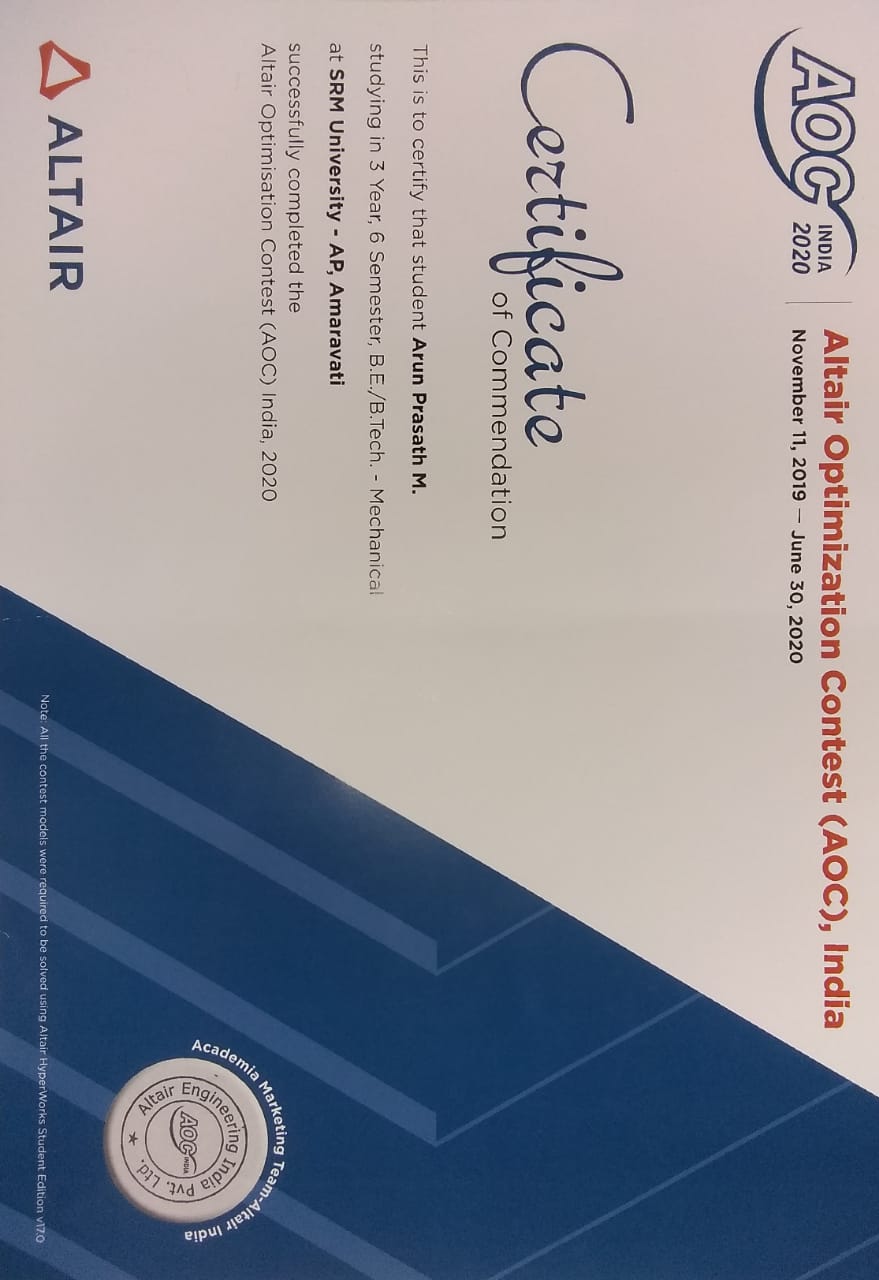 AOC INDIA 2020
Altair Optimization Contest (AOC), India
November 11, 2019 — June 30, 2020
Certificate
of Commendation
This is to certify that student Arun Prasath M.
studying in 3 Year, 6 Semester, B.E./B.Tech. - Mechanical
at SRM University - AP, Amaravati
successfully completed the
Altair Optimisation Contest (AOC) India, 2020
Academia Marketing Team-Altair India
Altair Engineering India Pvt. Ltd.
AOC INDIA
ALTAIR
Note: All the contest models were required to be solved using Altair HyperWorks Student Edition v17.0